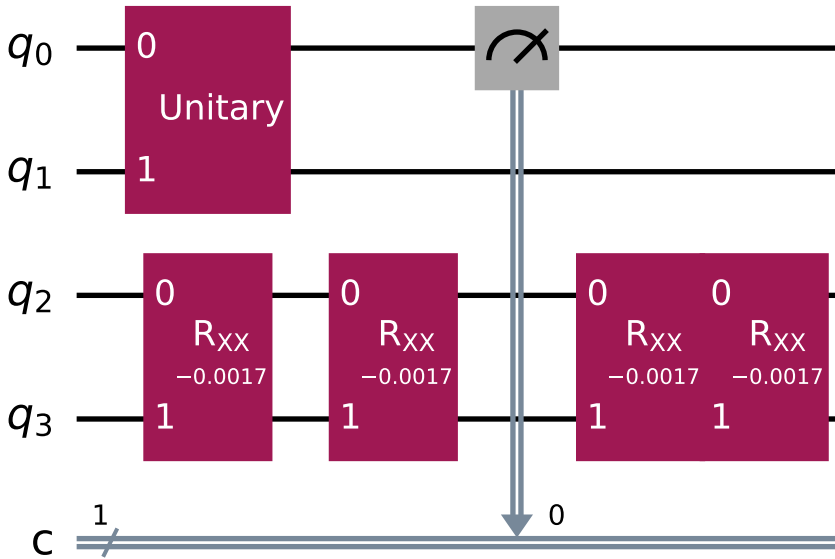 q0 0
Unitary
q1 1
q2 0 0 0 0
RXX RXX RXX RXX
−0.0017 −0.0017 −0.0017 −0.0017
q3 1 1 1 1
1 0
c